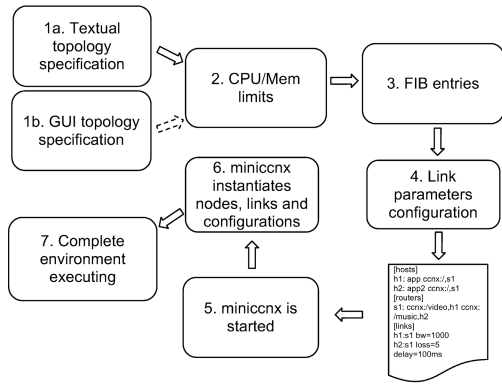 1a. Textual
topology
specification
1b. GUI topology
specification
2. CPU/Mem
limits
3. FIB entries
4. Link
parameters
configuration
[hosts]
h1: app ccnx:/,s1
h2: app2 ccnx:/,s1
[routers]
s1: ccnx:/video,h1 ccnx:
/music,h2
[links]
h1:s1 bw=1000
h2:s1 loss=5
delay=100ms
5. miniccnx is
started
6. miniccnx
instantiates
nodes, links and
configurations
7. Complete
environment
executing